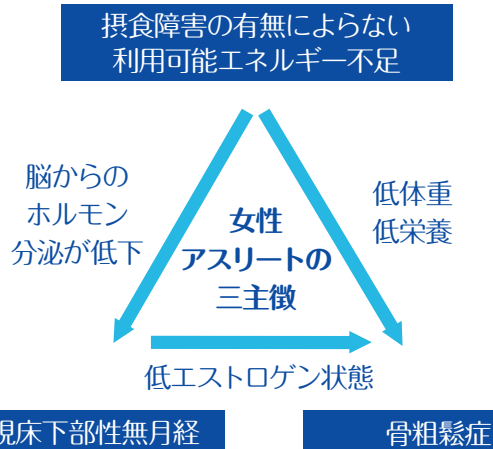 摂食障害の有無によらない
利用可能エネルギー不足
脳からの
ホルモン
分泌が低下
女性
アスリートの
三主徴
低体重
低栄養
低エストロゲン状態
視床下部性無月経
骨粗鬆症